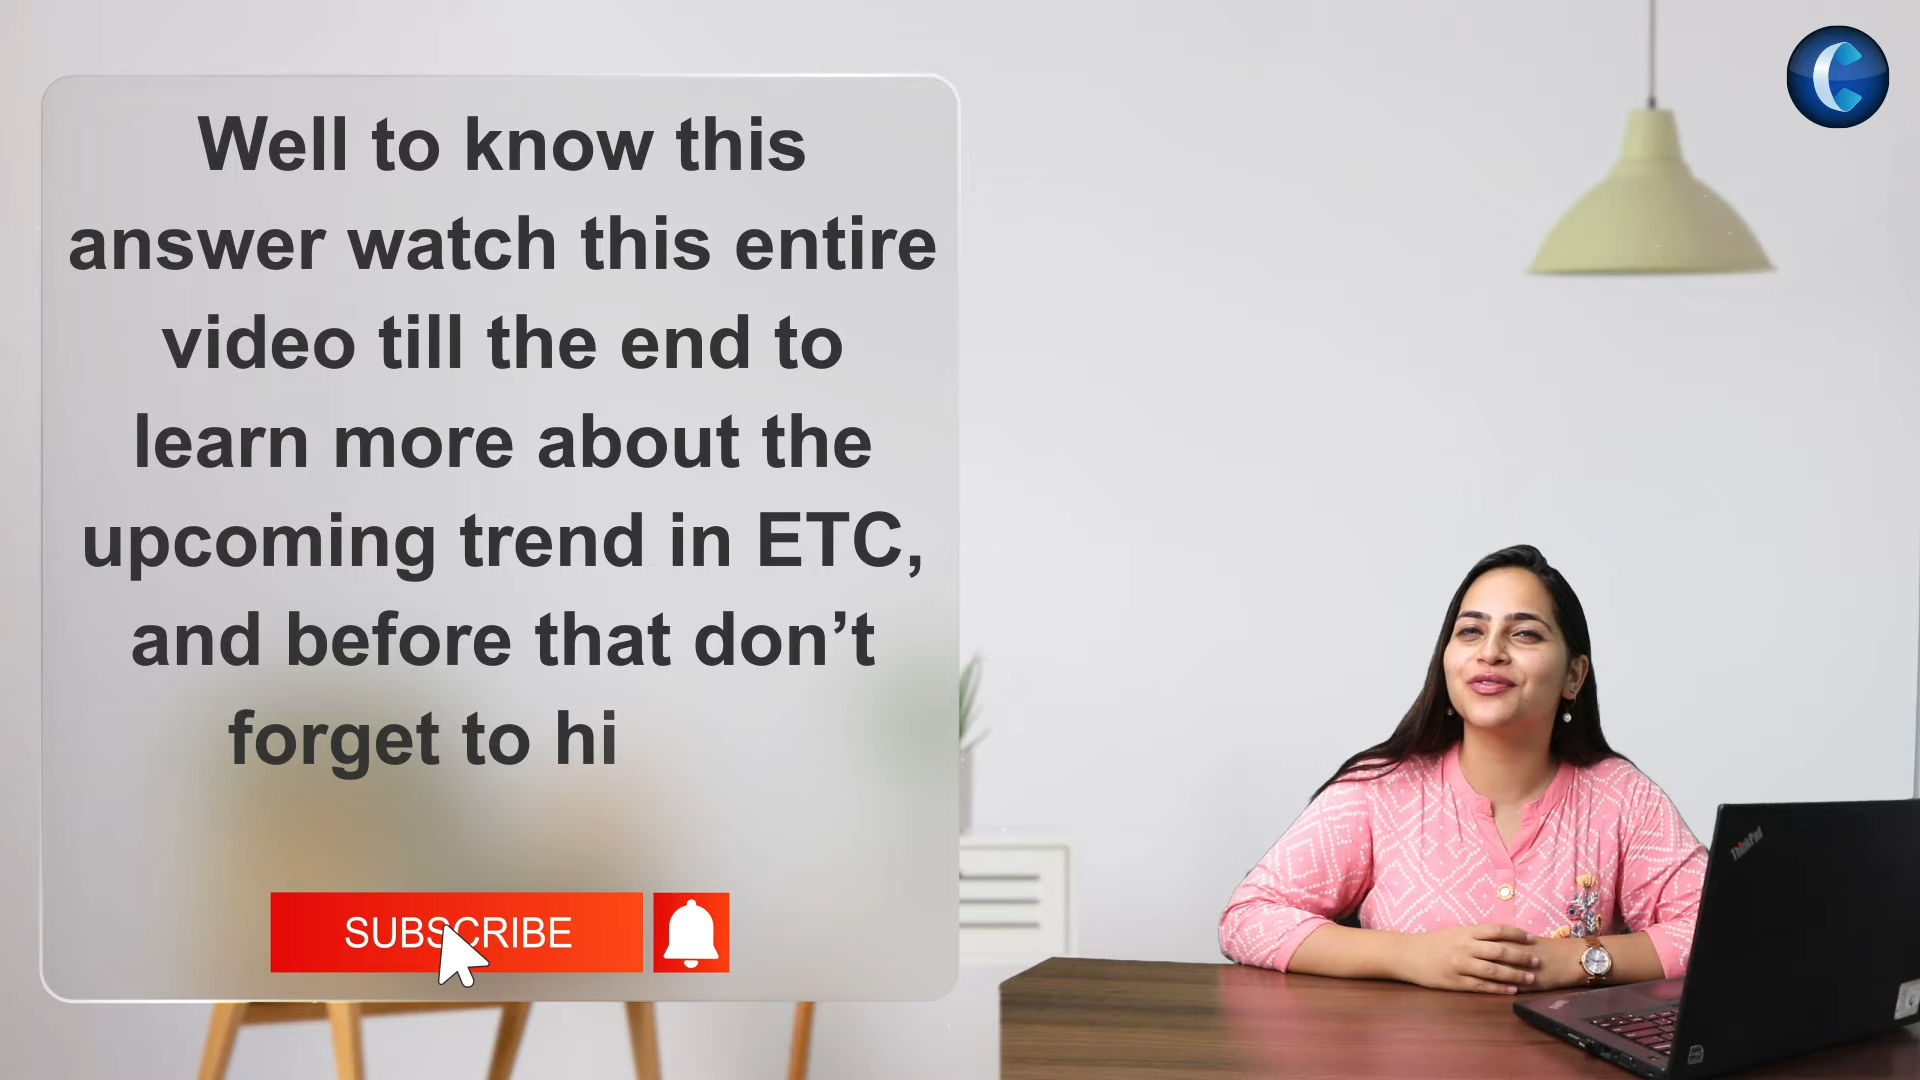 Well to know this
answer watch this entire
video till the end to
learn more about the
upcoming trend in ETC,
and before that don’t
forget to hi
SUBSCRIBE
ThinkPad